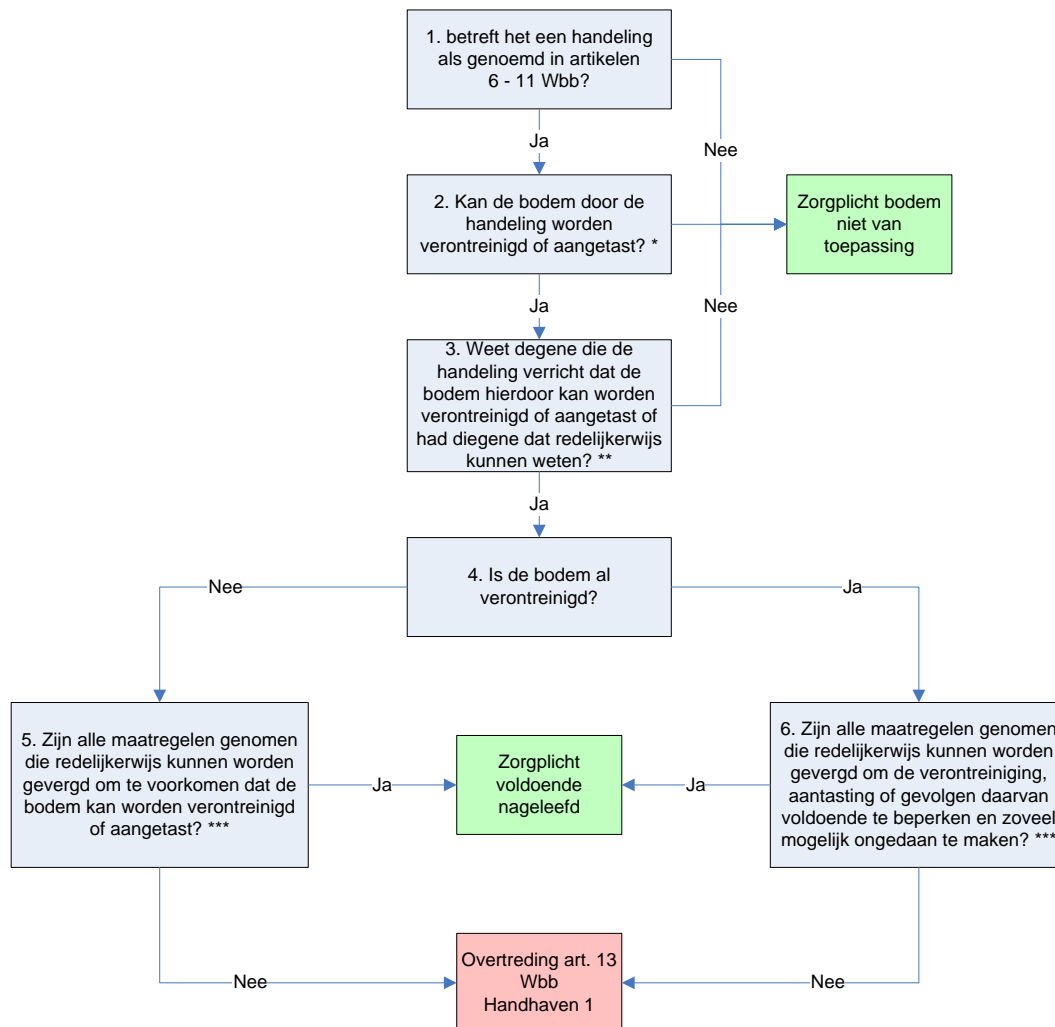 1. betreft het een handeling
als genoemd in artikelen
6 - 11 Wbb?
Ja
Nee
2. Kan de bodem door de
handeling worden
verontreinigd of aangetast? *
Zorgplicht bodem
niet van
toepassing
Ja
Nee
3. Weet degene die de
handeling verricht dat de
bodem hierdoor kan worden
verontreinigd of aangetast of
had diegene dat redelijkerwijs
kunnen weten? **
Ja
4. Is de bodem al
verontreinigd?
Nee
Ja
5. Zijn alle maatregelen genomen
die redelijkerwijs kunnen worden
gevergd om te voorkomen dat de
bodem kan worden verontreinigd
of aangetast? ***
Ja
Zorgplicht
voldoende
nageleefd
Ja
6. Zijn alle maatregelen genomen
die redelijkerwijs kunnen worden
gevergd om de verontreiniging,
aantasting of gevolgen daarvan
voldoende te beperken en zoveel
mogelijk ongedaan te maken? ***
Nee
Overtreding art. 13
Wbb
Handhaven 1
Nee